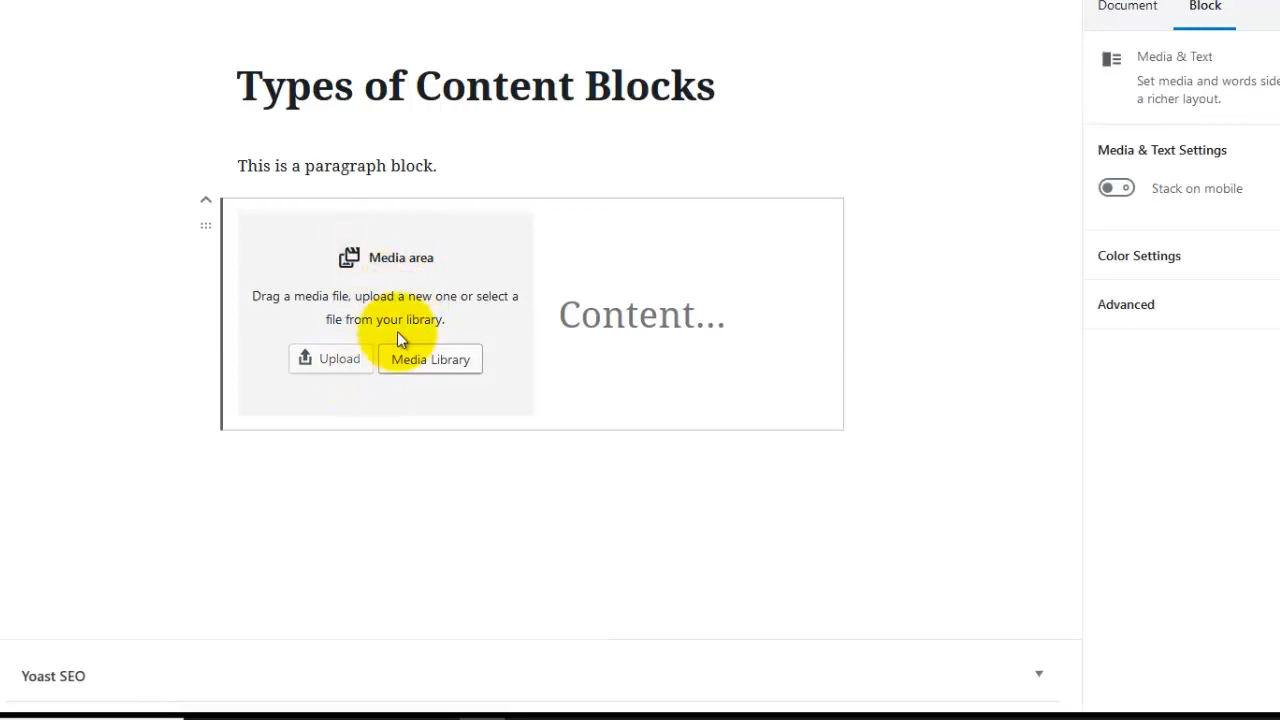 Document Block
Types of Content Blocks
Media & Text
Set media and words side
a richer layout.
This is a paragraph block.
Media & Text Settings
Stack on mobile
Media area
Drag a media file, upload a new one or select a
file from your library.
Upload Media Library
Content...
Color Settings
Advanced
Yoast SEO